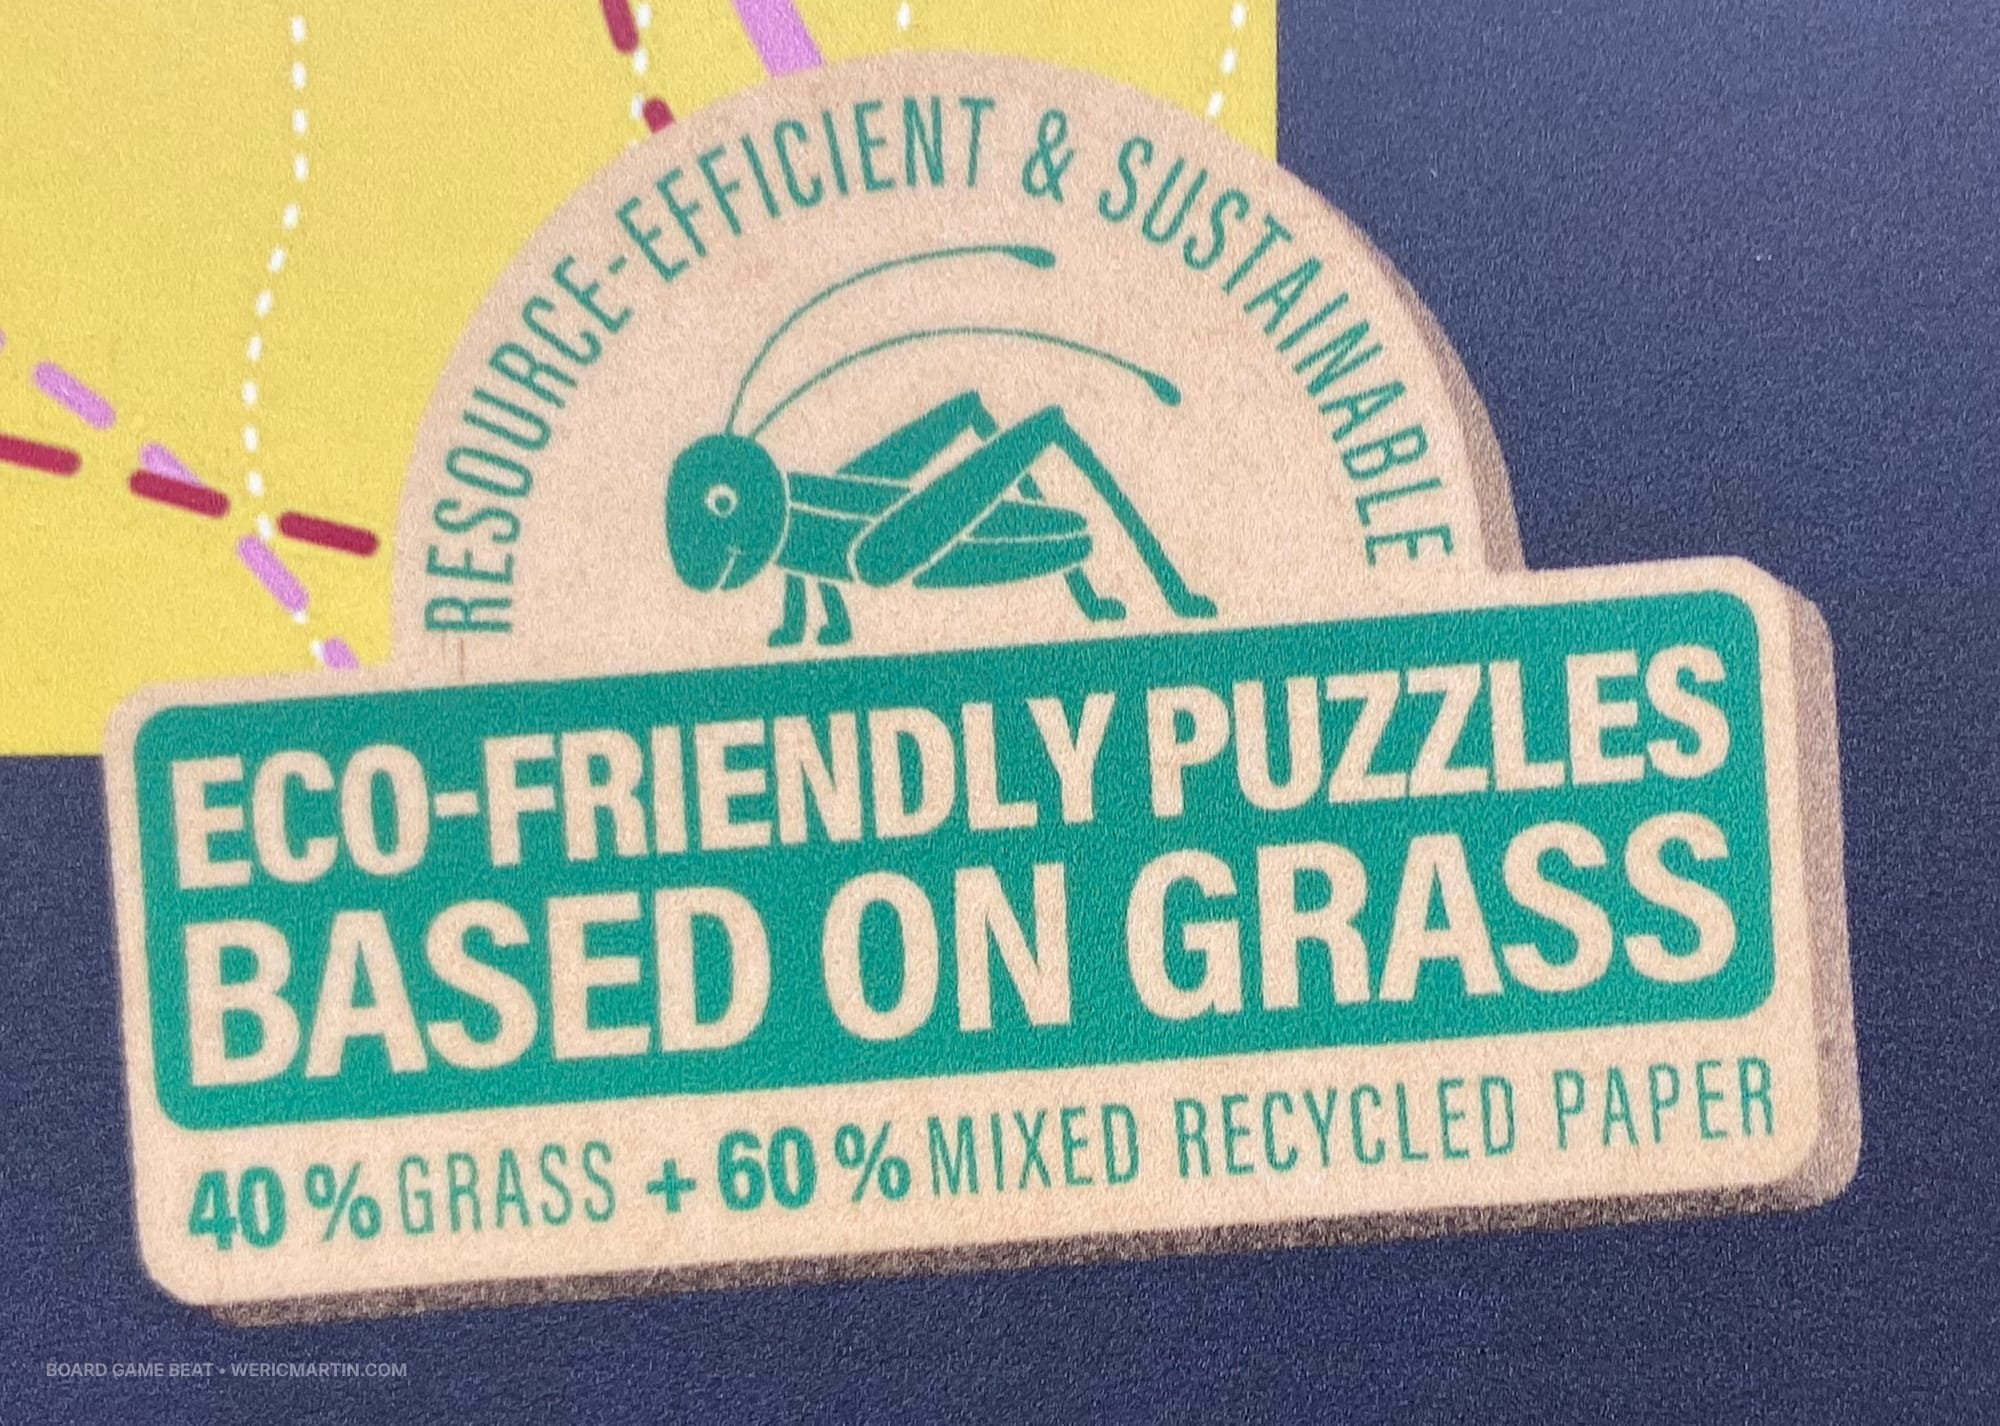 RESOURCE-EFFICIENT & SUSTAINABLE
ECO-FRIENDLY PUZZLES
BASED ON GRASS
40 % GRASS + 60 % MIXED RECYCLED PAPER
BOARD GAME BEAT • WERICMARTIN.COM